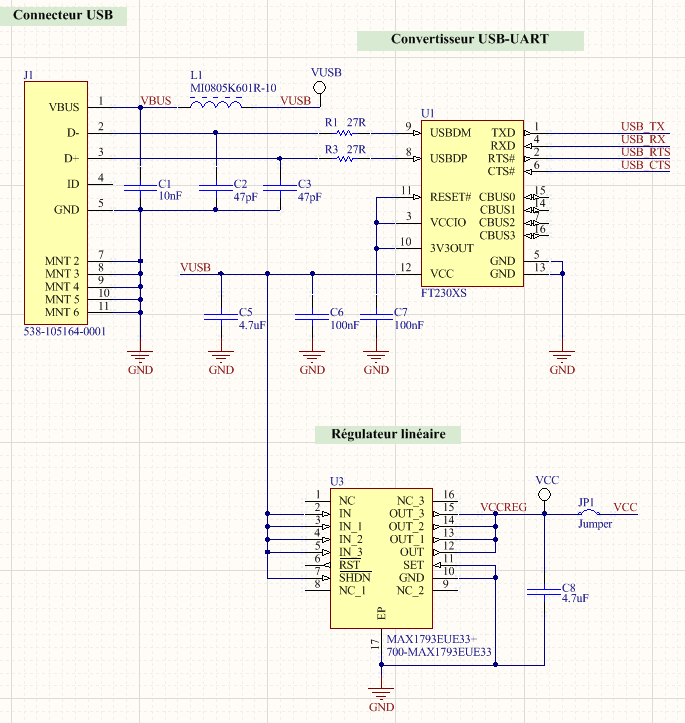 Connecteur USB
Convertisseur USB-UART
J1
VBUS 1
D- 2
D+ 3
ID 4
GND 5
MNT 2 7
MNT 3 8
MNT 4 9
MNT 5 10
MNT 6 11
538-105164-0001
VBUS
L1
MI0805K601R-10
VUSB
VUSB
R1 27R
R3 27R
C1
10nF
C2
47pF
C3
47pF
GND
U1
9 USBDM TXD 1 USB_TX
RXD 4 USB_RX
8 USBDP RTS# 2 USB_RTS
CTS# 6 USB_CTS
11 RESET# CBUS0 15
CBUS1 14
3 VCCIO CBUS2 7
CBUS3 16
10 3V3OUT
GND 5
12 VCC GND 13
FT230XS
VUSB
C5
4.7uF
C6
100nF
C7
100nF
GND
GND
GND
GND
Régulateur linéaire
U3
1 NC NC_3 16
2 IN OUT_3 15
3 IN_1 OUT_2 14
4 IN_2 OUT_1 13
5 IN_3 OUT 12
6 RST SET 11
7 SHDN GND 10
8 NC_1 NC_2 9
EP
17
MAX1793EUE33+
700-MAX1793EUE33
VCCREG
VCC
JP1
Jumper
VCC
C8
4.7uF
GND